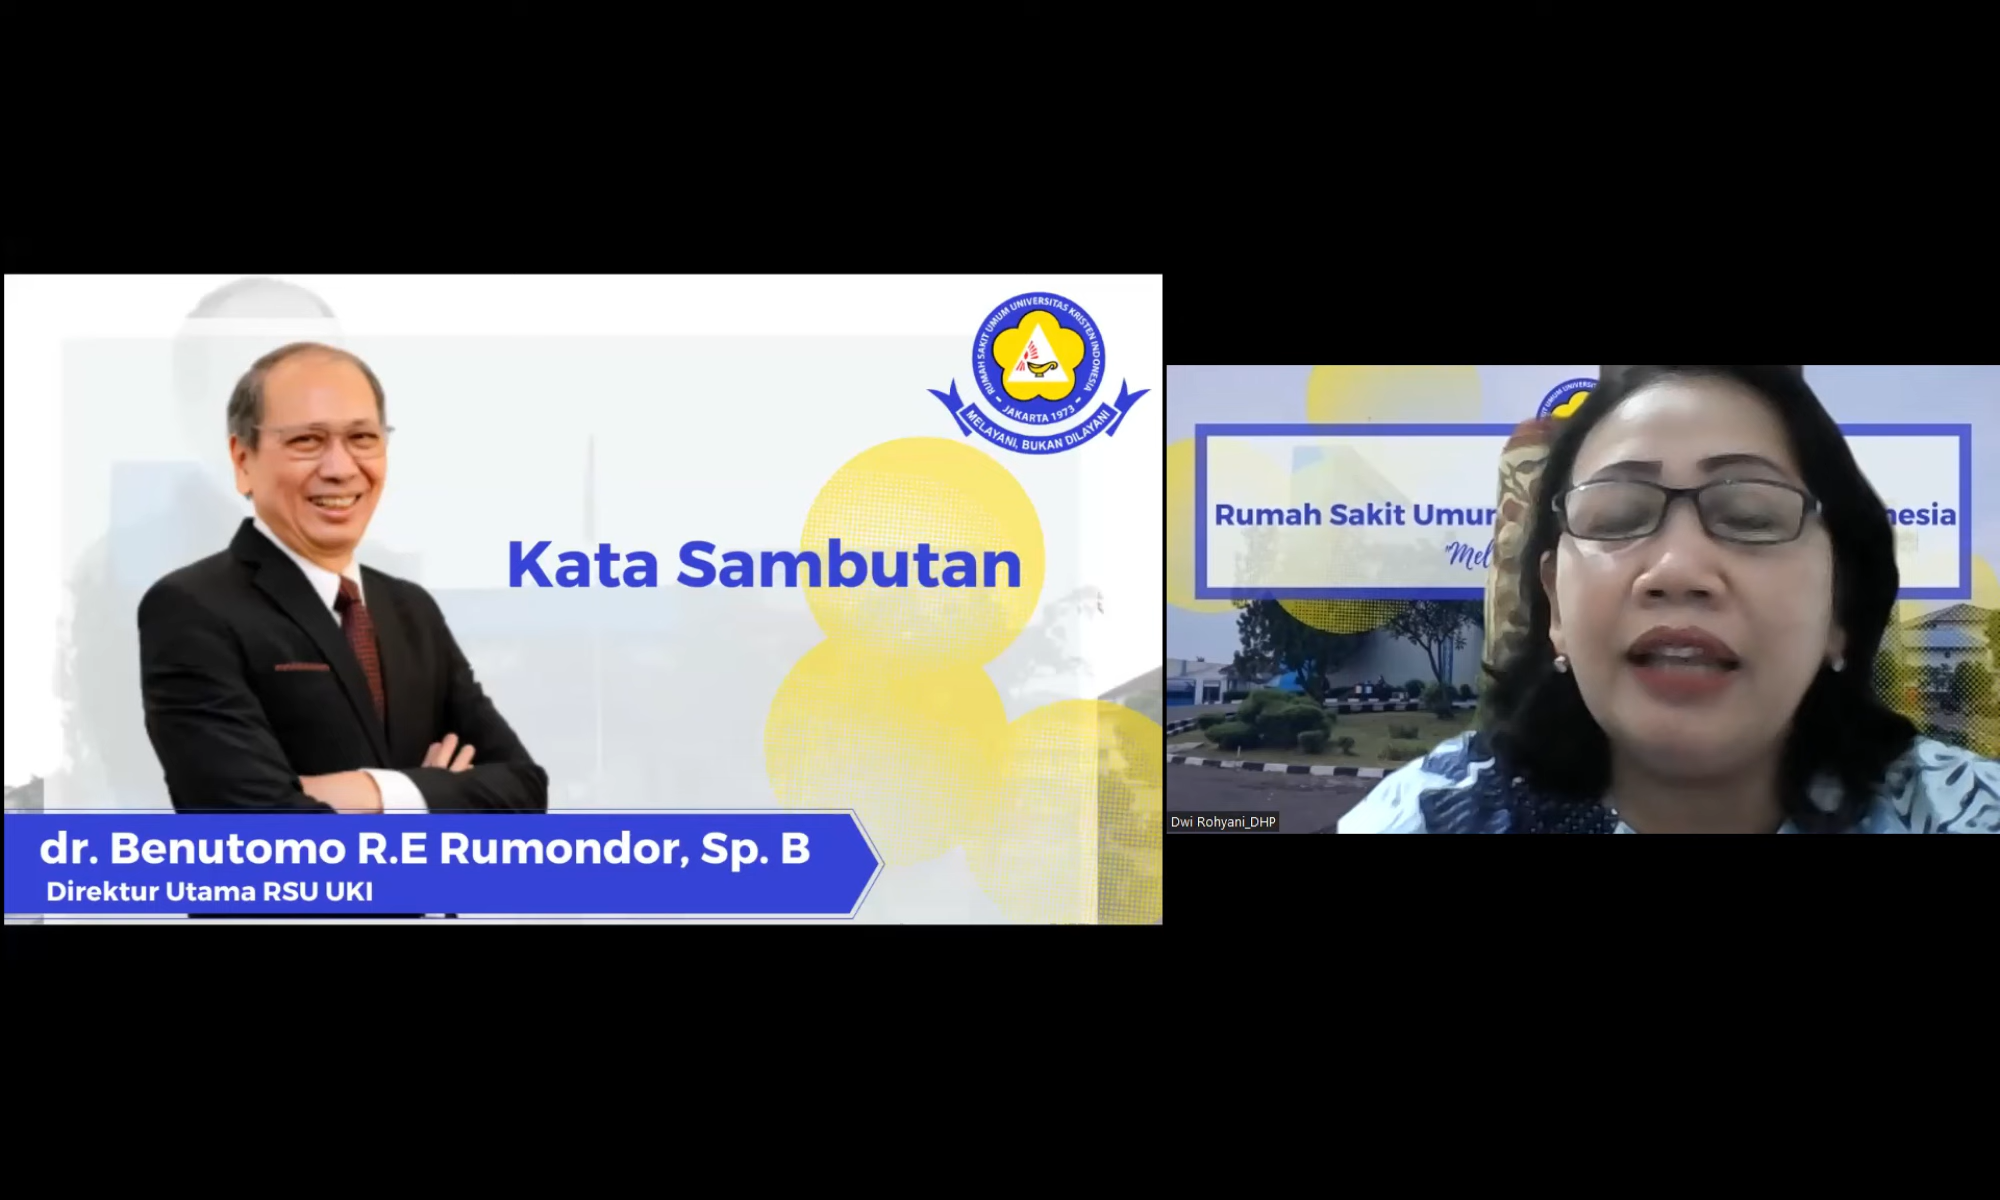 RUMAH SAKIT UMUM UNIVERSITAS KRISTEN INDONESIA
JAKARTA 1973
MELAYANI, BUKAN DILAYANI
Kata Sambutan
dr. Benutomo R.E Rumondor, Sp. B
Direktur Utama RSU UKI
Rumah Sakit Umum
"Mel
nesia
Dwi Rohyani_DHP